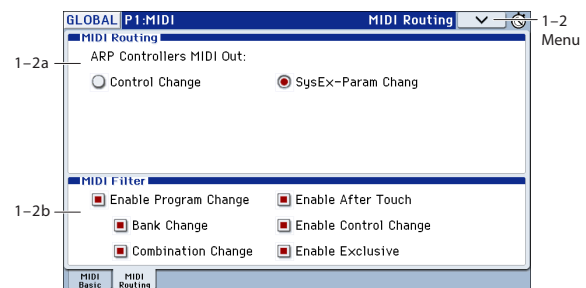 GLOBAL P1:MIDI MIDI Routing
1–2
Menu
MIDI Routing
1–2a
ARP Controllers MIDI Out:
Control Change SysEx-Param Chang
MIDI Filter
1–2b
Enable Program Change Enable After Touch
Bank Change Enable Control Change
Combination Change Enable Exclusive
MIDI Basic MIDI Routing